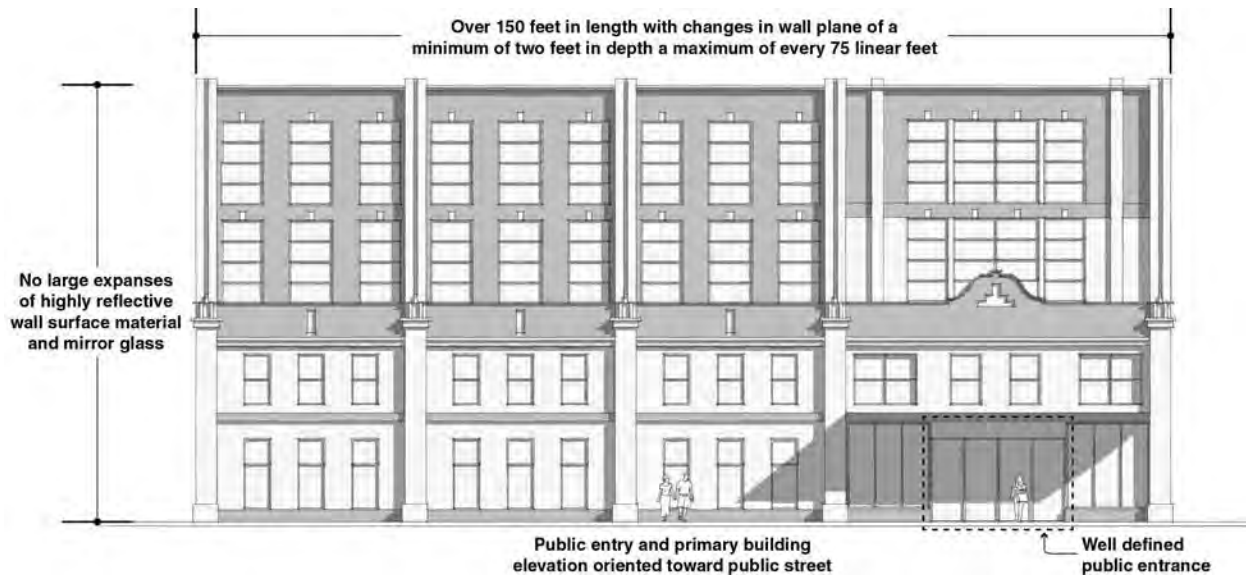 Over 150 feet in length with changes in wall plane of a
minimum of two feet in depth a maximum of every 75 linear feet
No large expanses
of highly reflective
wall surface material
and mirror glass
Public entry and primary building
elevation oriented toward public street
Well defined
public entrance